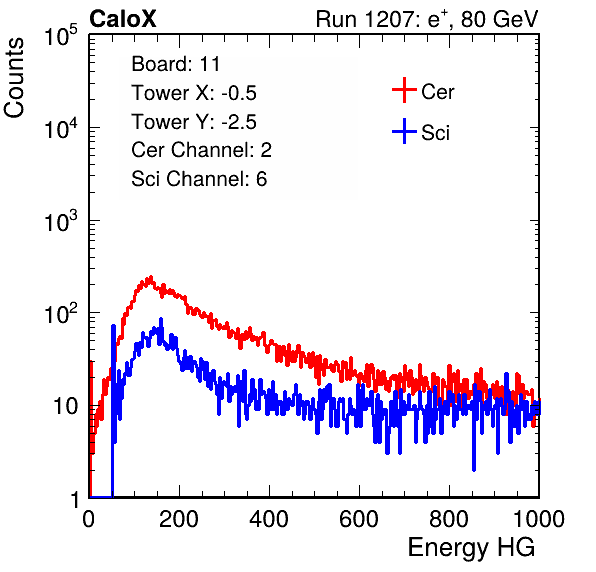 CaloX Run 1207: e⁺, 80 GeV
Counts
10⁵
10⁴
10³
10²
10
1
Board: 11
Tower X: -0.5
Tower Y: -2.5
Cer Channel: 2
Sci Channel: 6
Cer
Sci
0 200 400 600 800 1000
Energy HG